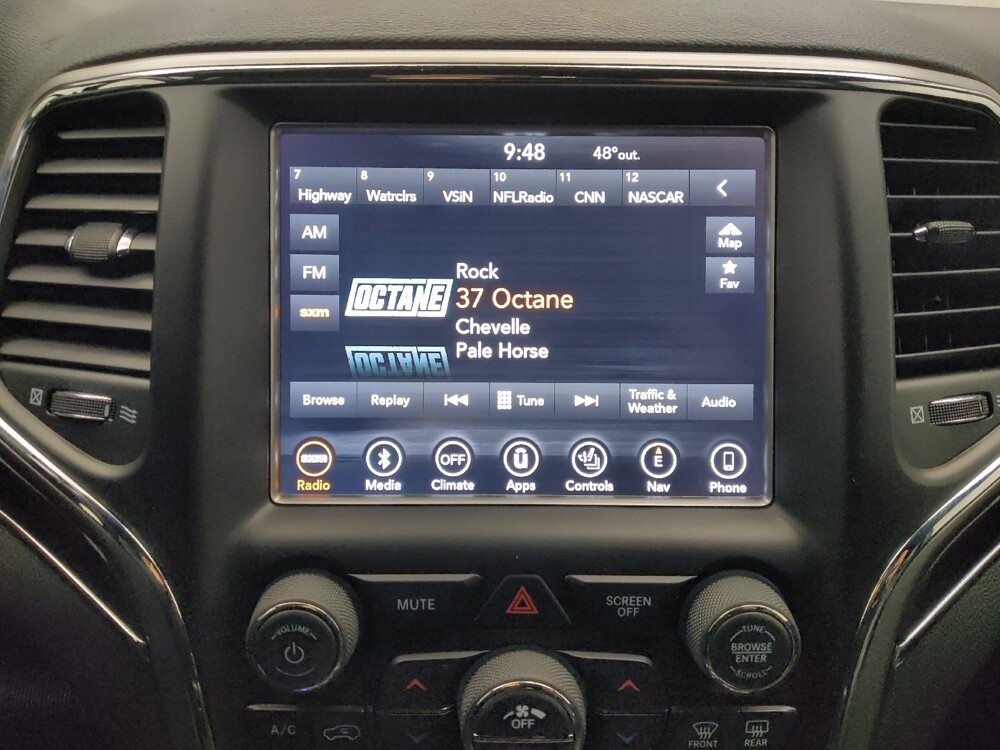 9:48 48°out.
7 8 9 10 11 12
Highway Watrclrs VSiN NFLRadio CNN NASCAR
AM Map
FM Fav
sxm
OCTANE
Rock
37 Octane
Chevelle
Pale Horse
OCTANE
Browse Replay Tune Traffic & Weather Audio
sxm OFF ū E
Radio Media Climate Apps Controls Nav Phone
MUTE SCREEN OFF
VOLUME
TUNE
BROWSE
ENTER
SCROLL
OFF
A/C FRONT REAR